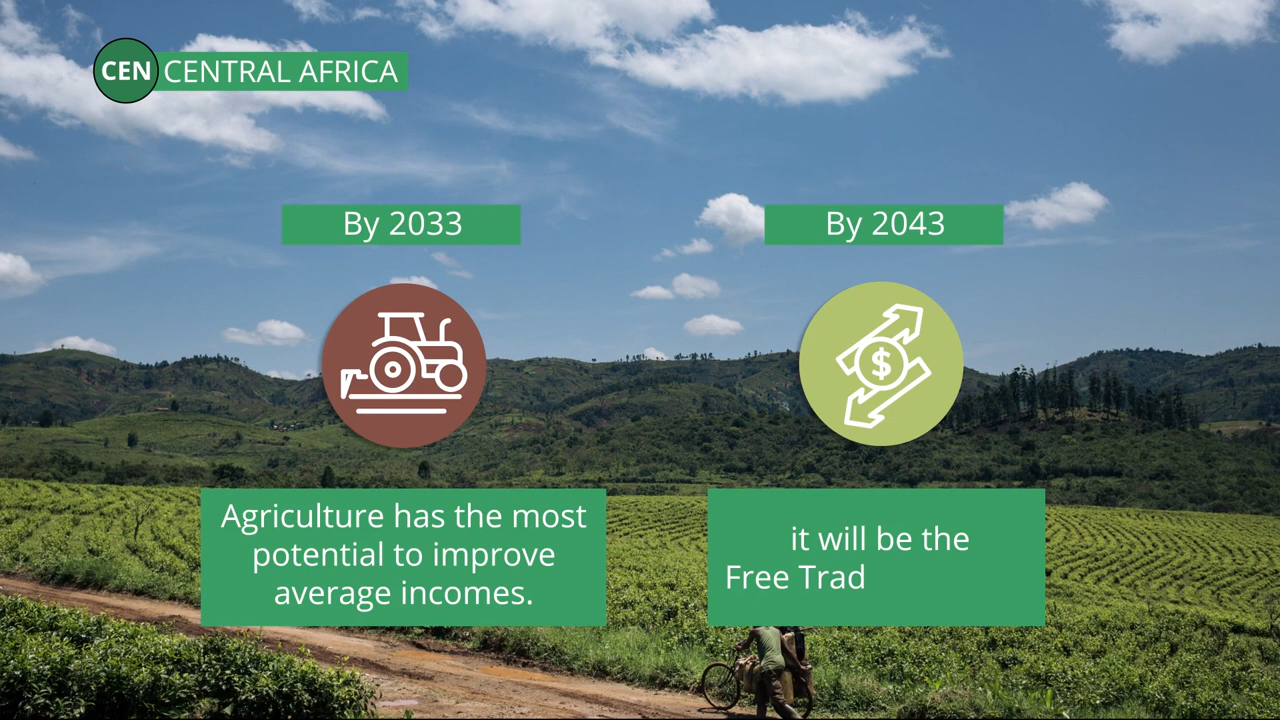 CEN CENTRAL AFRICA
By 2033
By 2043
$
Agriculture has the most
potential to improve
average incomes.
it will be the
Free Trad